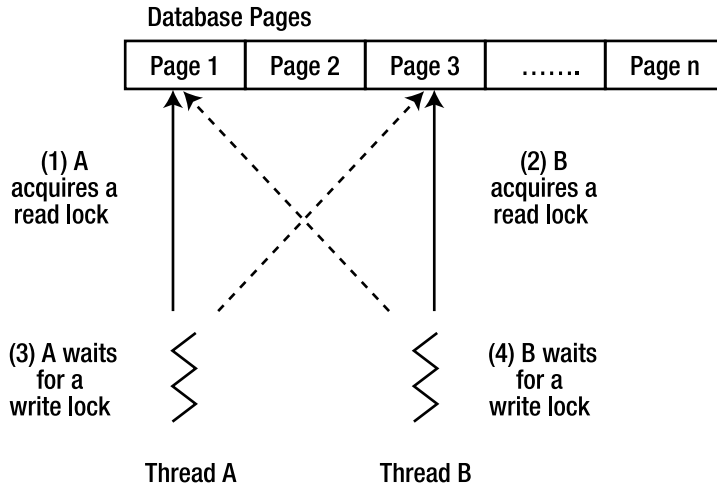 Database Pages
Page 1 Page 2 Page 3 ....... Page n
(1) A
acquires a
read lock
(2) B
acquires a
read lock
(3) A waits
for a
write lock
(4) B waits
for a
write lock
Thread A Thread B